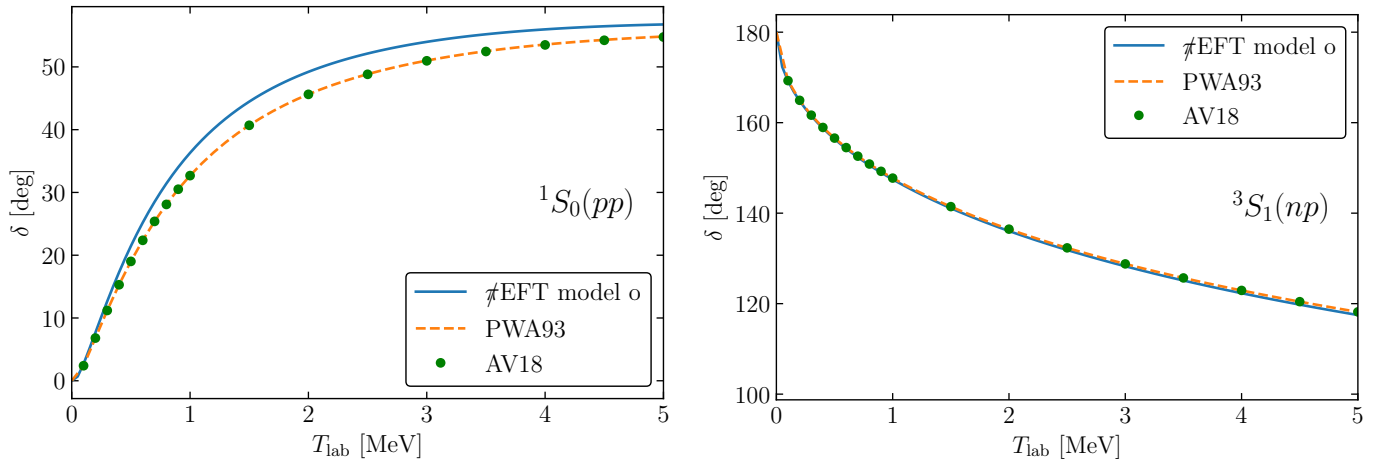 50
40
30
20
10
0
δ [deg]
¹S₀(pp)
π̸EFT model o
PWA93
AV18
0 1 2 3 4 5
T_lab [MeV]
180
160
140
120
100
δ [deg]
π̸EFT model o
PWA93
AV18
³S₁(np)
0 1 2 3 4 5
T_lab [MeV]